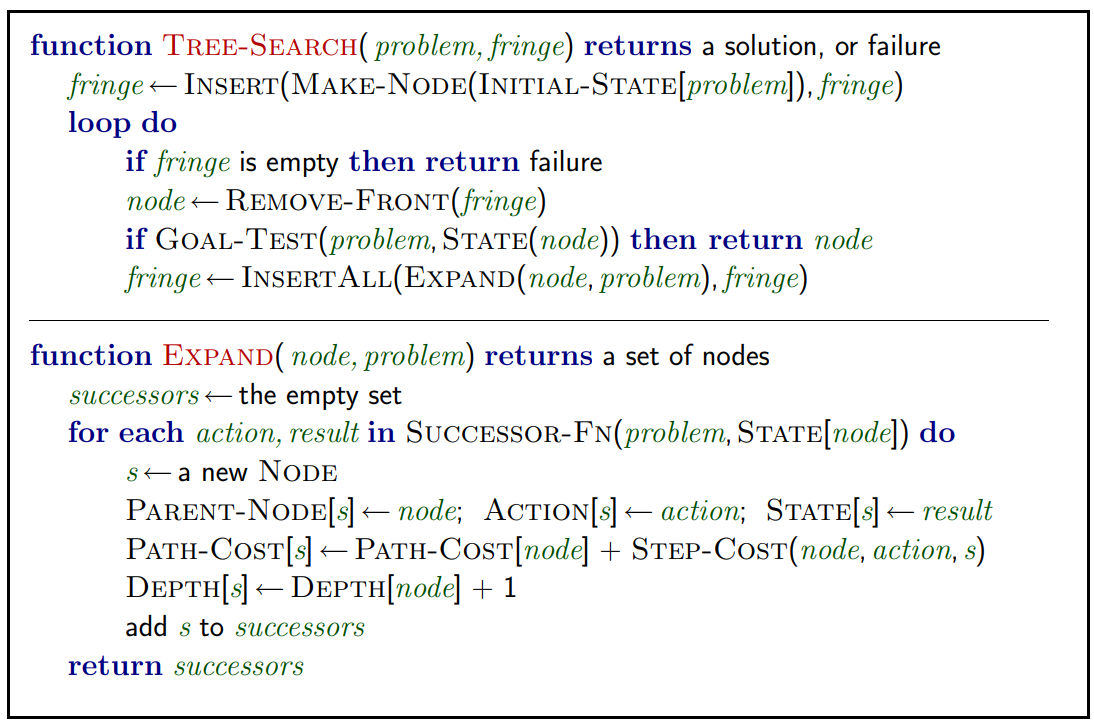 function TREE-SEARCH( problem, fringe) returns a solution, or failure
fringe ← INSERT(MAKE-NODE(INITIAL-STATE[problem]), fringe)
loop do
if fringe is empty then return failure
node ← REMOVE-FRONT(fringe)
if GOAL-TEST(problem, STATE(node)) then return node
fringe ← INSERTALL(EXPAND(node, problem), fringe)
function EXPAND( node, problem) returns a set of nodes
successors ← the empty set
for each action, result in SUCCESSOR-FN(problem, STATE[node]) do
s ← a new NODE
PARENT-NODE[s] ← node; ACTION[s] ← action; STATE[s] ← result
PATH-COST[s] ← PATH-COST[node] + STEP-COST(node, action, s)
DEPTH[s] ← DEPTH[node] + 1
add s to successors
return successors